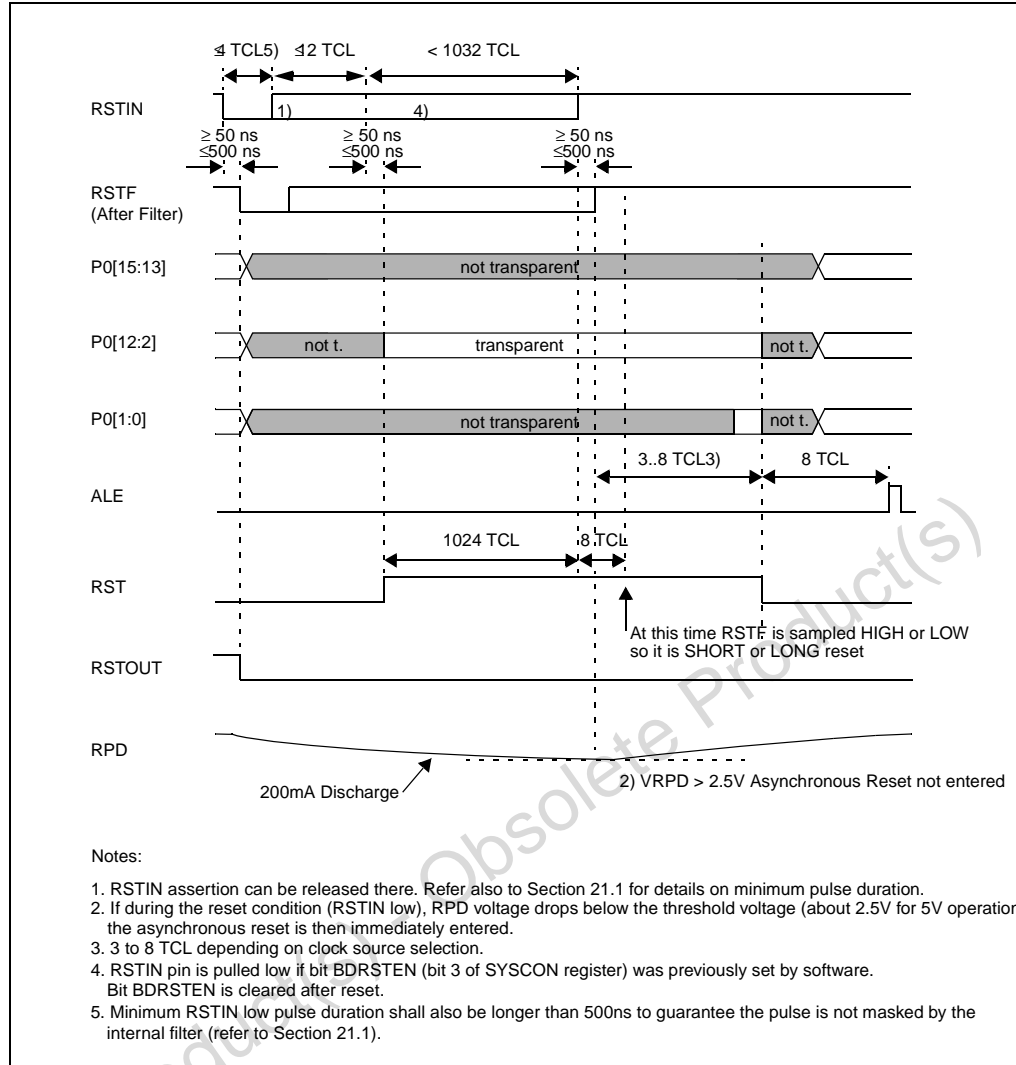 ≤4 TCL5) ≤12 TCL < 1032 TCL
RSTIN
1) 4)
≥ 50 ns ≥ 50 ns ≥ 50 ns
≤500 ns ≤500 ns ≤500 ns
RSTF
(After Filter)
P0[15:13] not transparent
P0[12:2] not t. transparent not t.
P0[1:0] not transparent not t.
3..8 TCL3) 8 TCL
ALE
1024 TCL 8 TCL
RST
At this time RSTF is sampled HIGH or LOW
so it is SHORT or LONG reset
RSTOUT
RPD
200mA Discharge
2) VRPD > 2.5V Asynchronous Reset not entered
Notes:
1. RSTIN assertion can be released there. Refer also to Section 21.1 for details on minimum pulse duration.
2. If during the reset condition (RSTIN low), RPD voltage drops below the threshold voltage (about 2.5V for 5V operation
the asynchronous reset is then immediately entered.
3. 3 to 8 TCL depending on clock source selection.
4. RSTIN pin is pulled low if bit BDRSTEN (bit 3 of SYSCON register) was previously set by software.
Bit BDRSTEN is cleared after reset.
5. Minimum RSTIN low pulse duration shall also be longer than 500ns to guarantee the pulse is not masked by the
internal filter (refer to Section 21.1).
oduct(s) - Obsolete Product(s)